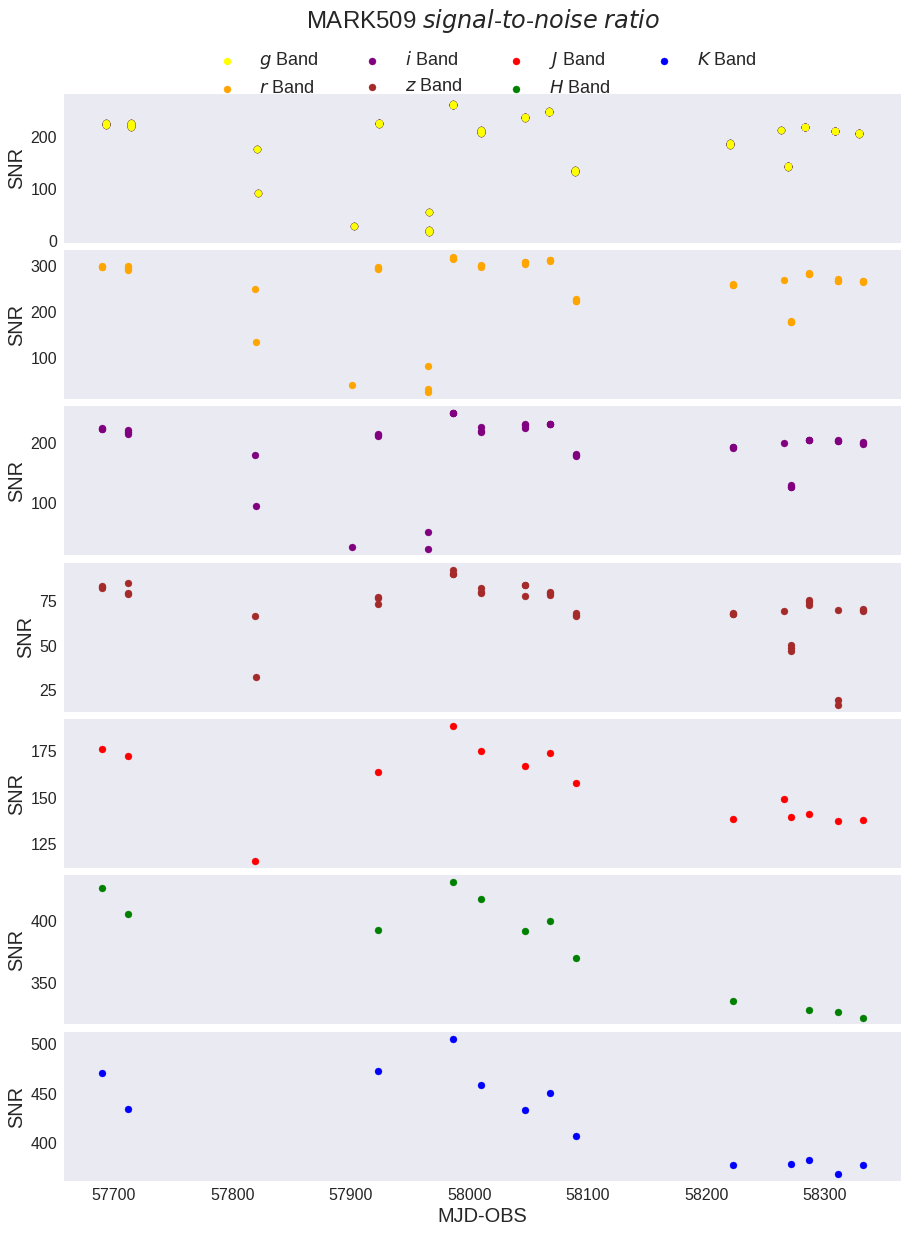 MARK509 signal-to-noise ratio
g Band i Band J Band K Band
r Band z Band H Band
200
100
0
SNR
300
200
100
SNR
200
100
SNR
75
50
25
SNR
175
150
125
SNR
400
350
SNR
500
450
400
SNR
57700 57800 57900 58000 58100 58200 58300
MJD-OBS